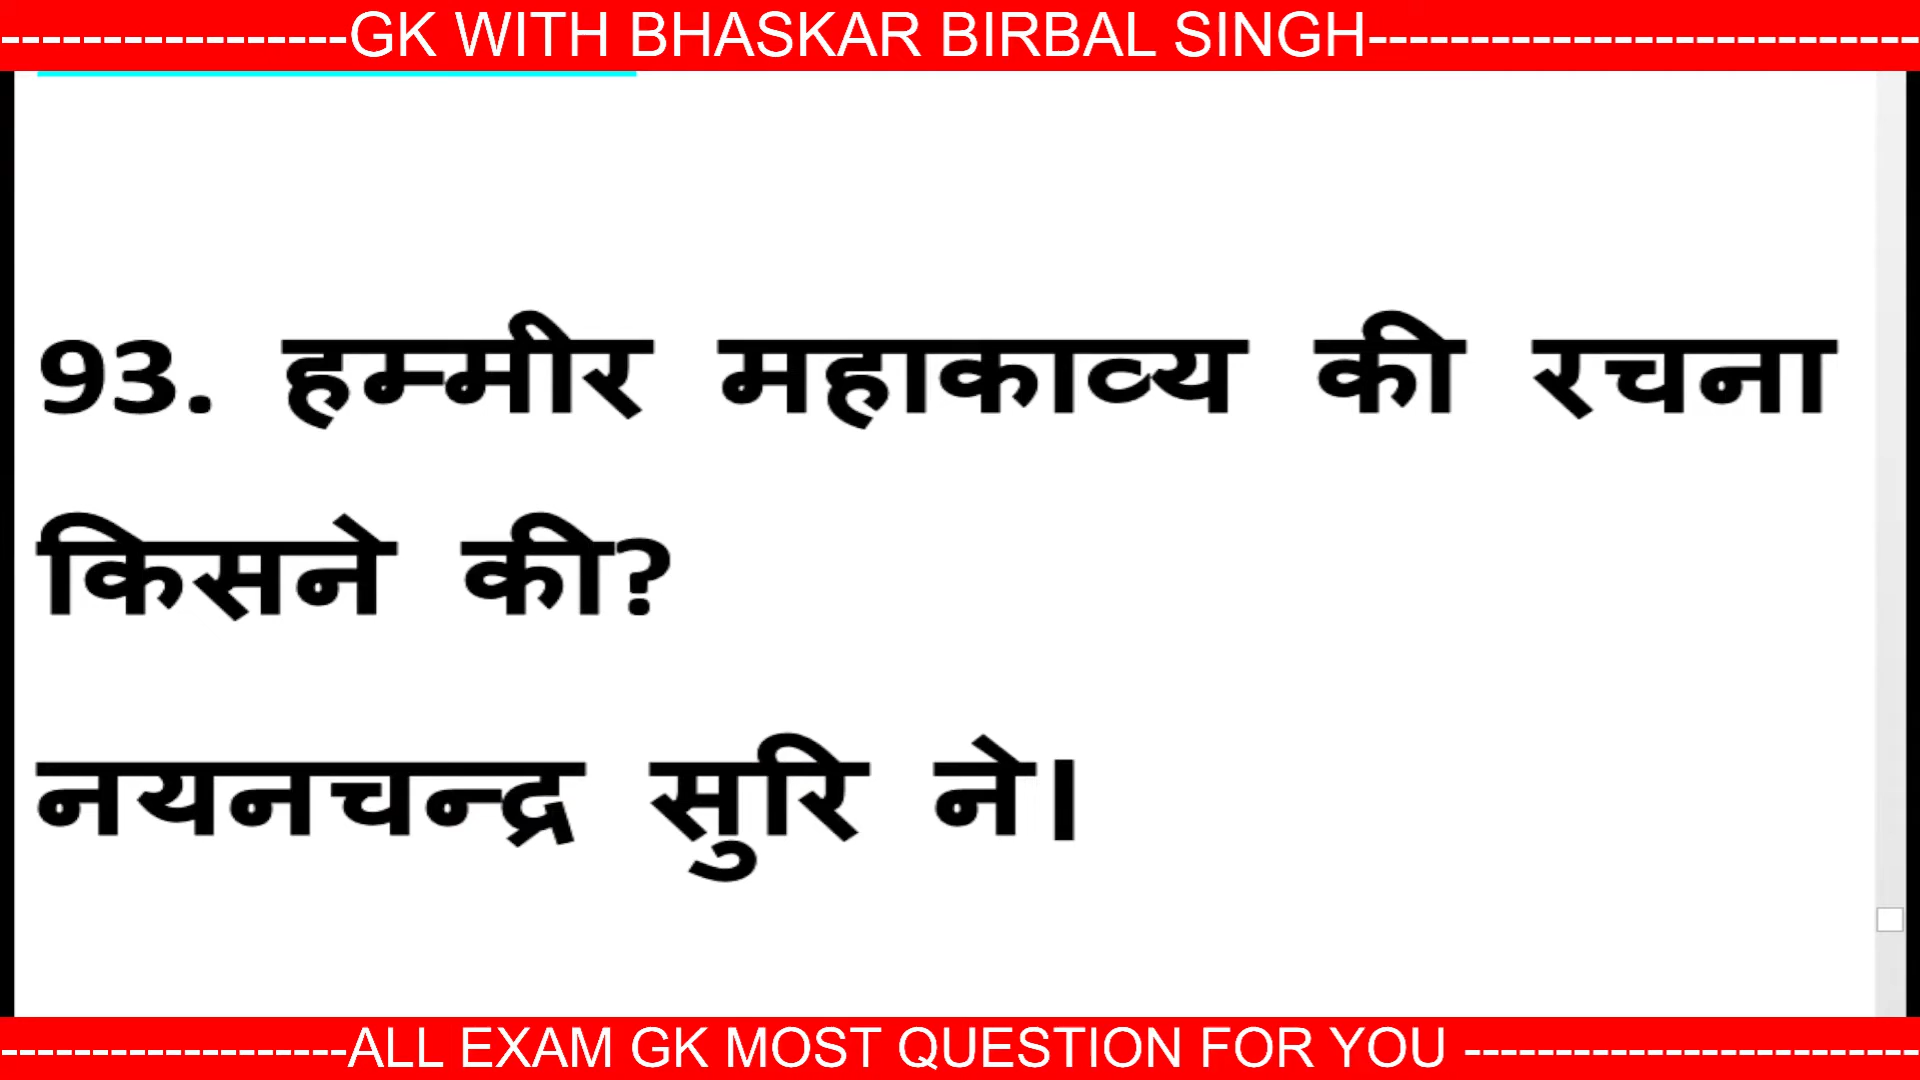 -----------------GK WITH BHASKAR BIRBAL SINGH---------------------------
93. हम्मीर महाकाव्य की रचना
किसने की?
नयनचन्द्र सुरि ने।
-----------------ALL EXAM GK MOST QUESTION FOR YOU ----------------------